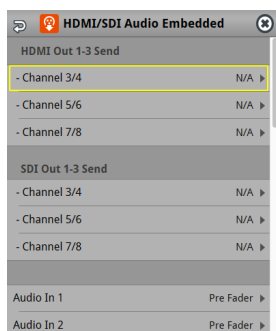 HDMI/SDI Audio Embedded
HDMI Out 1-3 Send
- Channel 3/4 N/A
- Channel 5/6 N/A
- Channel 7/8 N/A
SDI Out 1-3 Send
- Channel 3/4 N/A
- Channel 5/6 N/A
- Channel 7/8 N/A
Audio In 1 Pre Fader
Audio In 2 Pre Fader